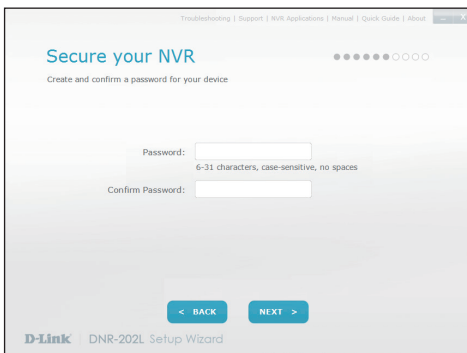 Troubleshooting | Support | NVR Applications | Manual | Quick Guide | About
Secure your NVR
Create and confirm a password for your device
Password:
6-31 characters, case-sensitive, no spaces
Confirm Password:
< BACK
NEXT >
D-Link DNR-202L Setup Wizard